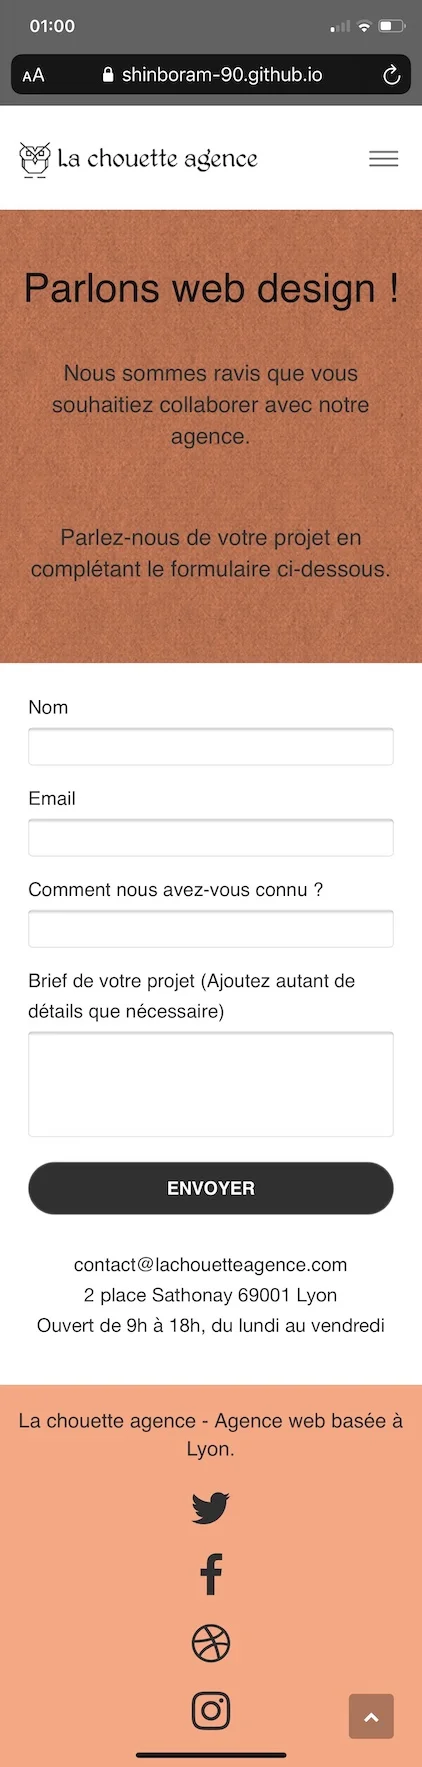 01:00
AA shinboram-90.github.io
La chouette agence
Parlons web design !
Nous sommes ravis que vous
souhaitiez collaborer avec notre
agence.
Parlez-nous de votre projet en
complétant le formulaire ci-dessous.
Nom
Email
Comment nous avez-vous connu ?
Brief de votre projet (Ajoutez autant de
détails que nécessaire)
ENVOYER
contact@lachouetteagence.com
2 place Sathonay 69001 Lyon
Ouvert de 9h à 18h, du lundi au vendredi
La chouette agence - Agence web basée à
Lyon.